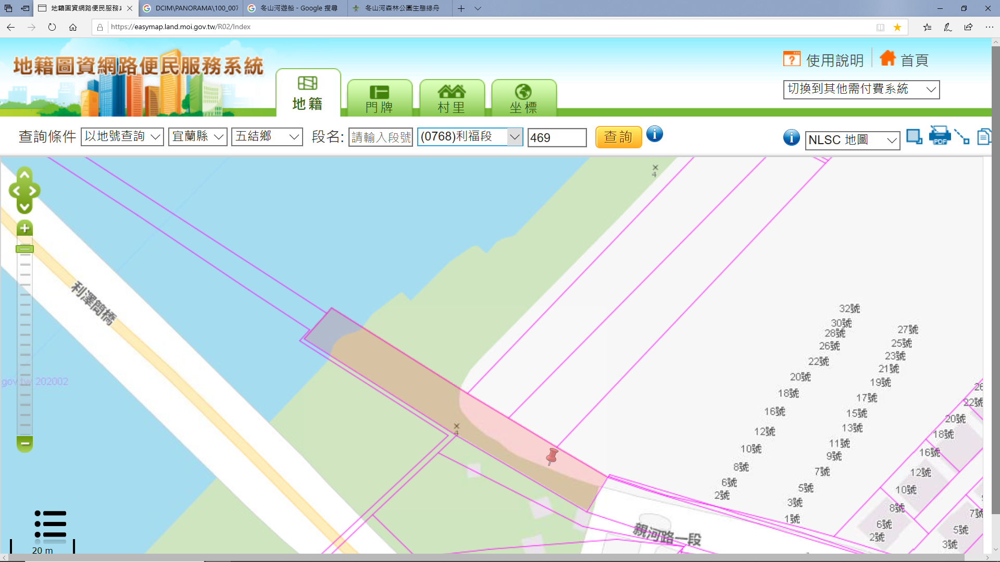 地籍圖資網路便民服務系
DCIM\PANORAMA\100_007
冬山河遊船 - Google 搜尋
冬山河森林公園生態綠舟
https://easymap.land.moi.gov.tw/R02/Index
地籍圖資網路便民服務系統
地籍
門牌
村里
坐標
使用說明
首頁
切換到其他需付費系統
查詢條件
以地號查詢
宜蘭縣
五結鄉
段名:
請輸入段號
(0768)利福段
469
查詢
NLSC 地圖
PDF
4
利澤簡橋
gov.tw 202002
4
32號
30號
28號
26號
22號
20號
18號
16號
12號
10號
8號
6號
2號
27號
25號
23號
21號
19號
17號
15號
13號
11號
9號
7號
5號
3號
1號
26
22號
20號
18號
16號
12號
10號
8號
6號
2號
7號
5號
3號
親河路一段
20 m